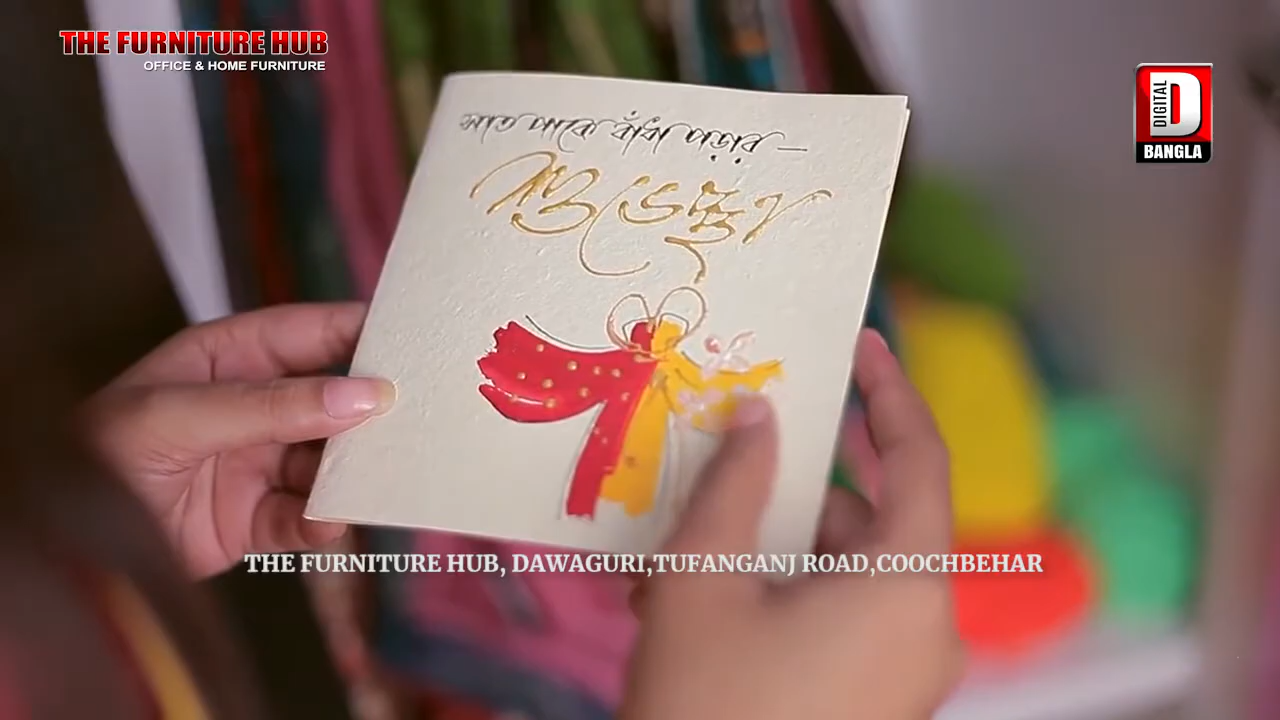 THE FURNITURE HUB
OFFICE & HOME FURNITURE
DIGITAL
D
BANGLA
সাত পাকে বাঁধা পড়ার —
শুভেচ্ছা
THE FURNITURE HUB, DAWAGURI,TUFANGANJ ROAD,COOCHBEHAR